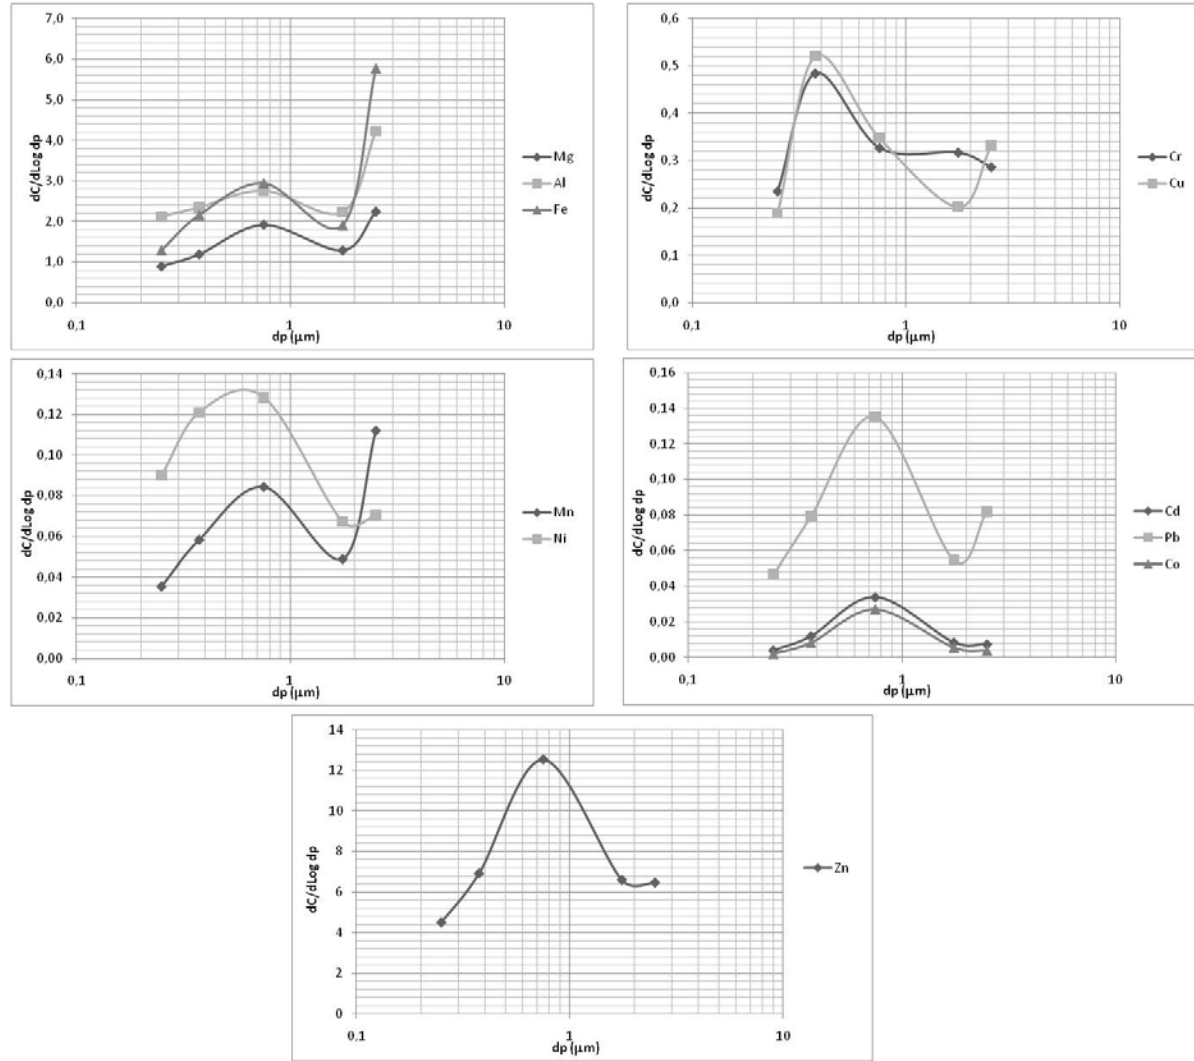 7,0
6,0
5,0
4,0
3,0
2,0
1,0
0,0
dC/dLog dp
0,1
1
10
dp (μm)
Mg
Al
Fe
0,6
0,5
0,4
0,3
0,2
0,1
0,0
dC/dLog dp
0,1
1
10
dp (μm)
Cr
Cu
0,14
0,12
0,10
0,08
0,06
0,04
0,02
0,00
dC/dLog dp
0,1
1
10
dp (μm)
Mn
Ni
0,16
0,14
0,12
0,10
0,08
0,06
0,04
0,02
0,00
dC/dLog dp
0,1
1
10
dp (μm)
Cd
Pb
Co
14
12
10
8
6
4
2
0
dC/dLog dp
0,1
1
10
dp (μm)
Zn